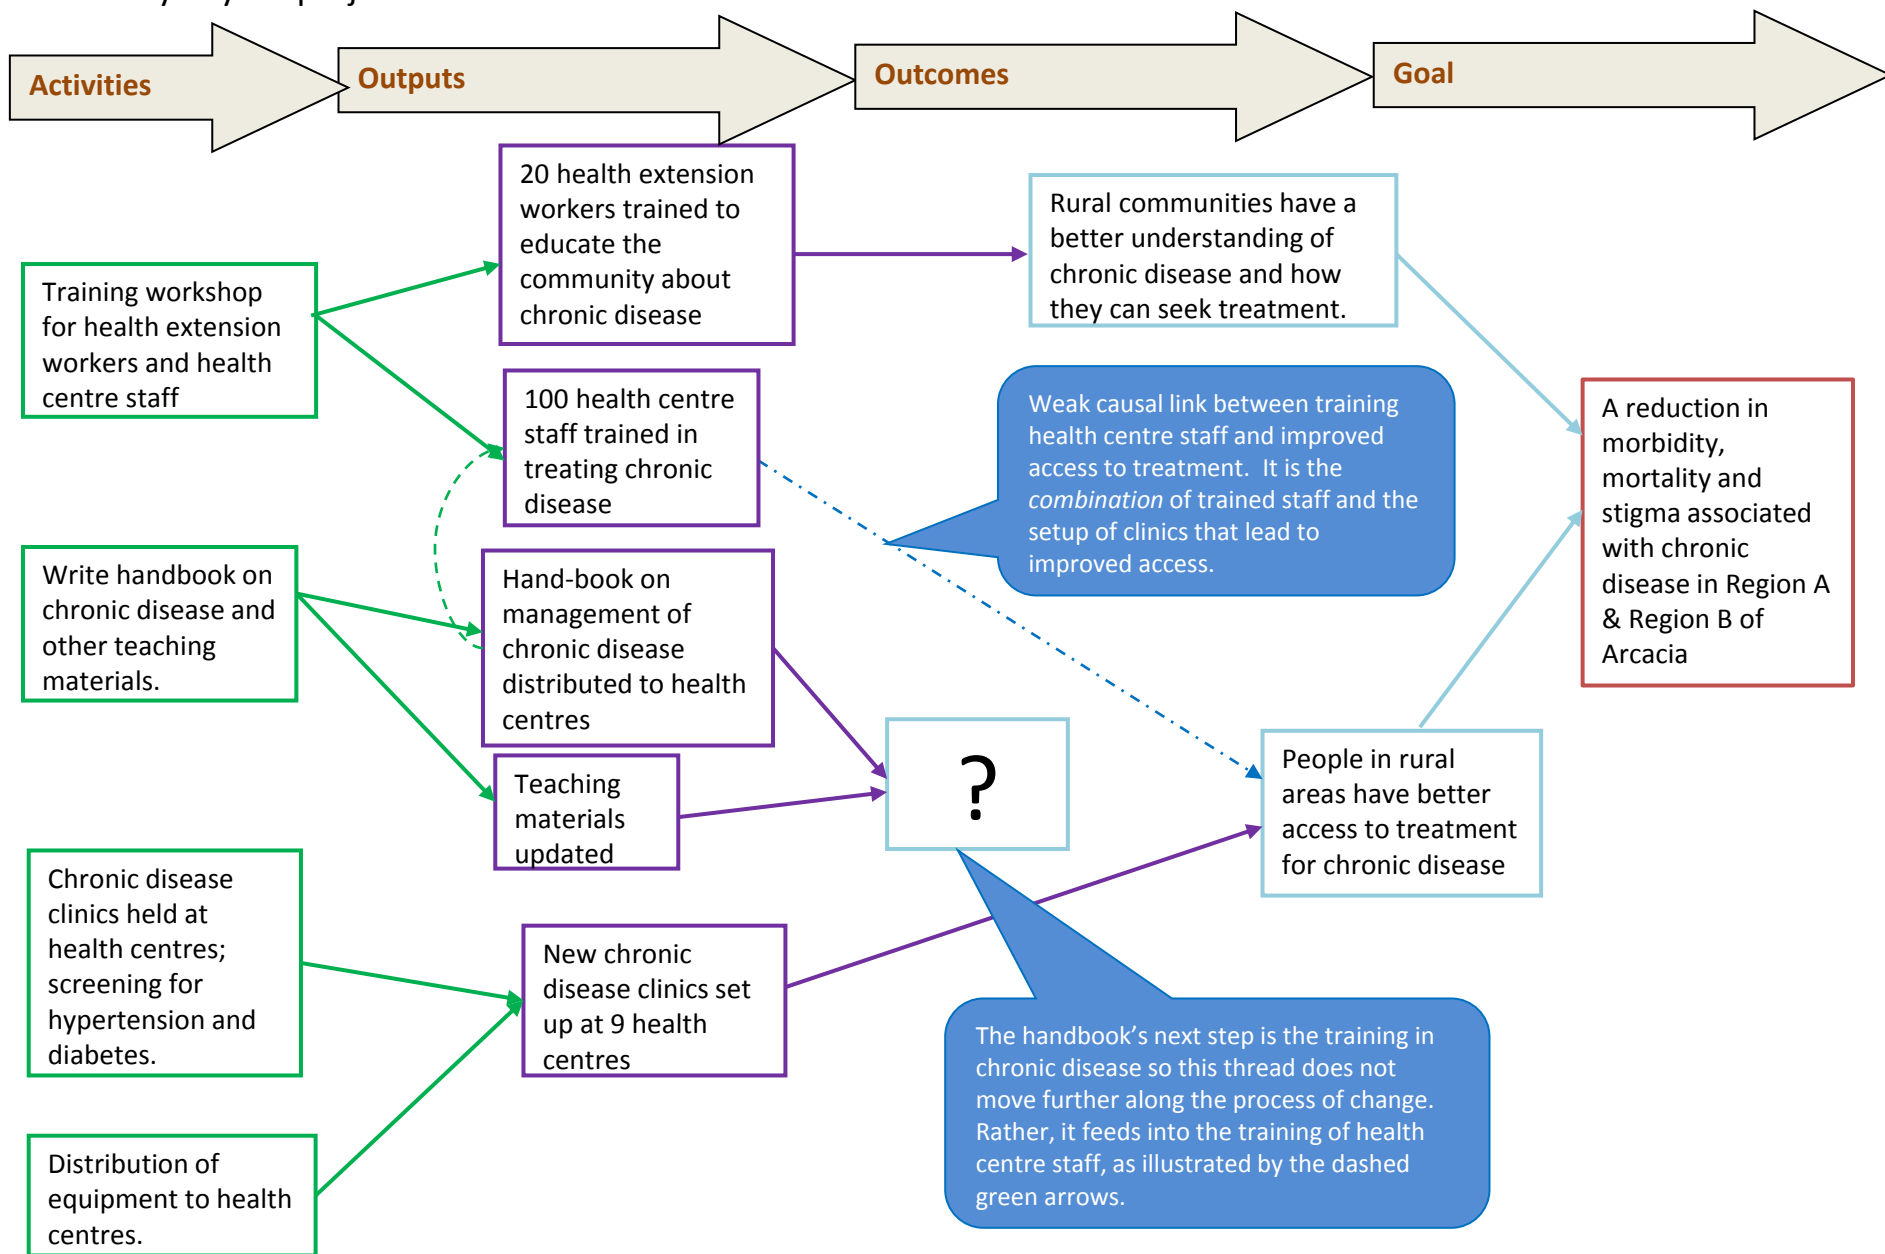 Activities
Outputs
Outcomes
Goal
Training workshop
for health extension
workers and health
centre staff
Write handbook on
chronic disease and
other teaching
materials.
Chronic disease
clinics held at
health centres;
screening for
hypertension and
diabetes.
Distribution of
equipment to health
centres.
20 health extension
workers trained to
educate the
community about
chronic disease
100 health centre
staff trained in
treating chronic
disease
Hand-book on
management of
chronic disease
distributed to health
centres
Teaching
materials
updated
New chronic
disease clinics set
up at 9 health
centres
Rural communities have a
better understanding of
chronic disease and how
they can seek treatment.
Weak causal link between training
health centre staff and improved
access to treatment.  It is the
combination of trained staff and the
setup of clinics that lead to
improved access.
?
People in rural
areas have better
access to treatment
for chronic disease
The handbook’s next step is the training in
chronic disease so this thread does not
move further along the process of change.
Rather, it feeds into the training of health
centre staff, as illustrated by the dashed
green arrows.
A reduction in
morbidity,
mortality and
stigma associated
with chronic
disease in Region A
& Region B of
Arcacia